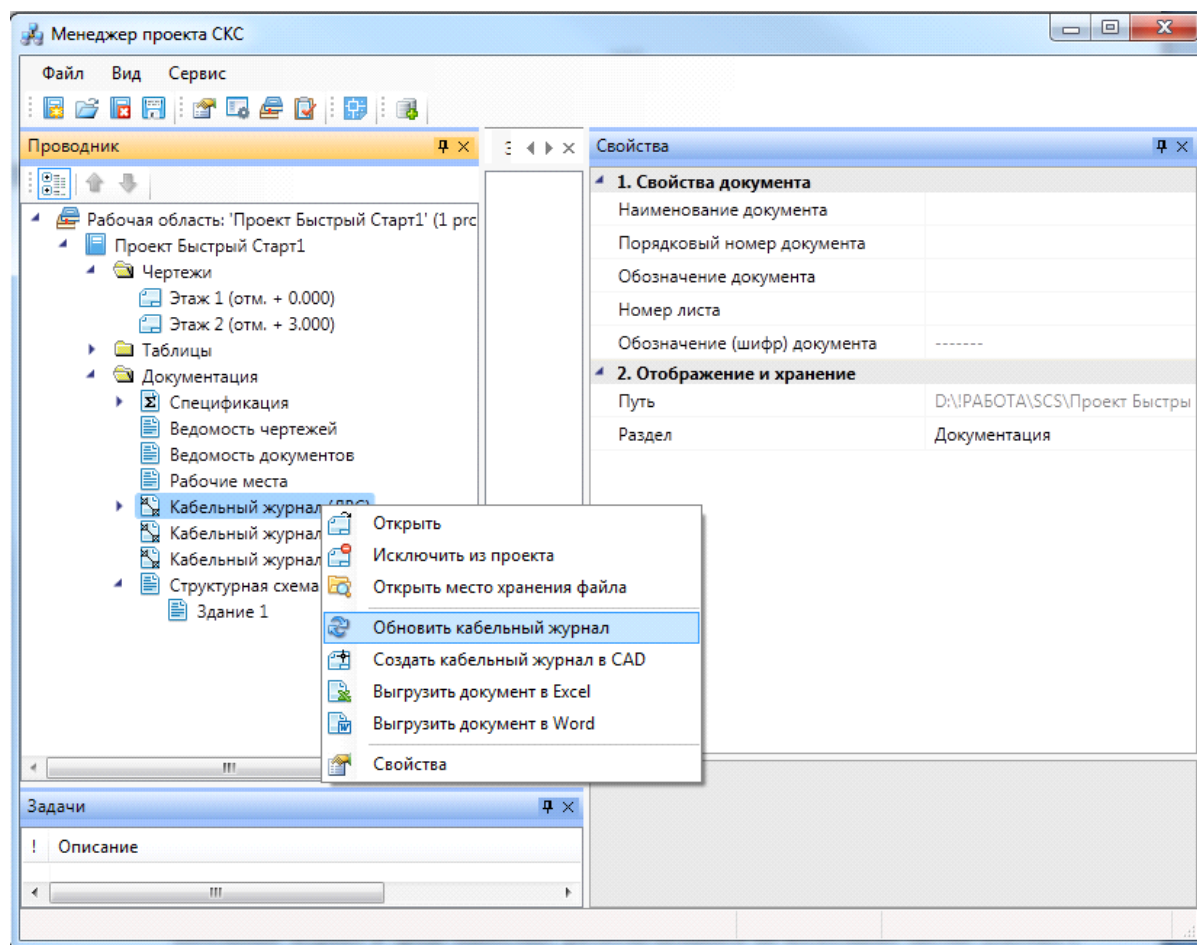 Менеджер проекта СКС
Файл Вид Сервис
Проводник
Рабочая область: 'Проект Быстрый Старт1' (1 prc
Проект Быстрый Старт1
Чертежи
Этаж 1 (отм. + 0.000)
Этаж 2 (отм. + 3.000)
Таблицы
Документация
Спецификация
Ведомость чертежей
Ведомость документов
Рабочие места
Кабельный журнал
Кабельный журнал
Кабельный журнал
Структурная схема
Здание 1
Открыть
Исключить из проекта
Открыть место хранения файла
Обновить кабельный журнал
Создать кабельный журнал в CAD
Выгрузить документ в Excel
Выгрузить документ в Word
Свойства
Задачи
! Описание
Свойства
1. Свойства документа
Наименование документа
Порядковый номер документа
Обозначение документа
Номер листа
Обозначение (шифр) документа -------
2. Отображение и хранение
Путь D:\!РАБОТА\SCS\Проект Быстры
Раздел Документация